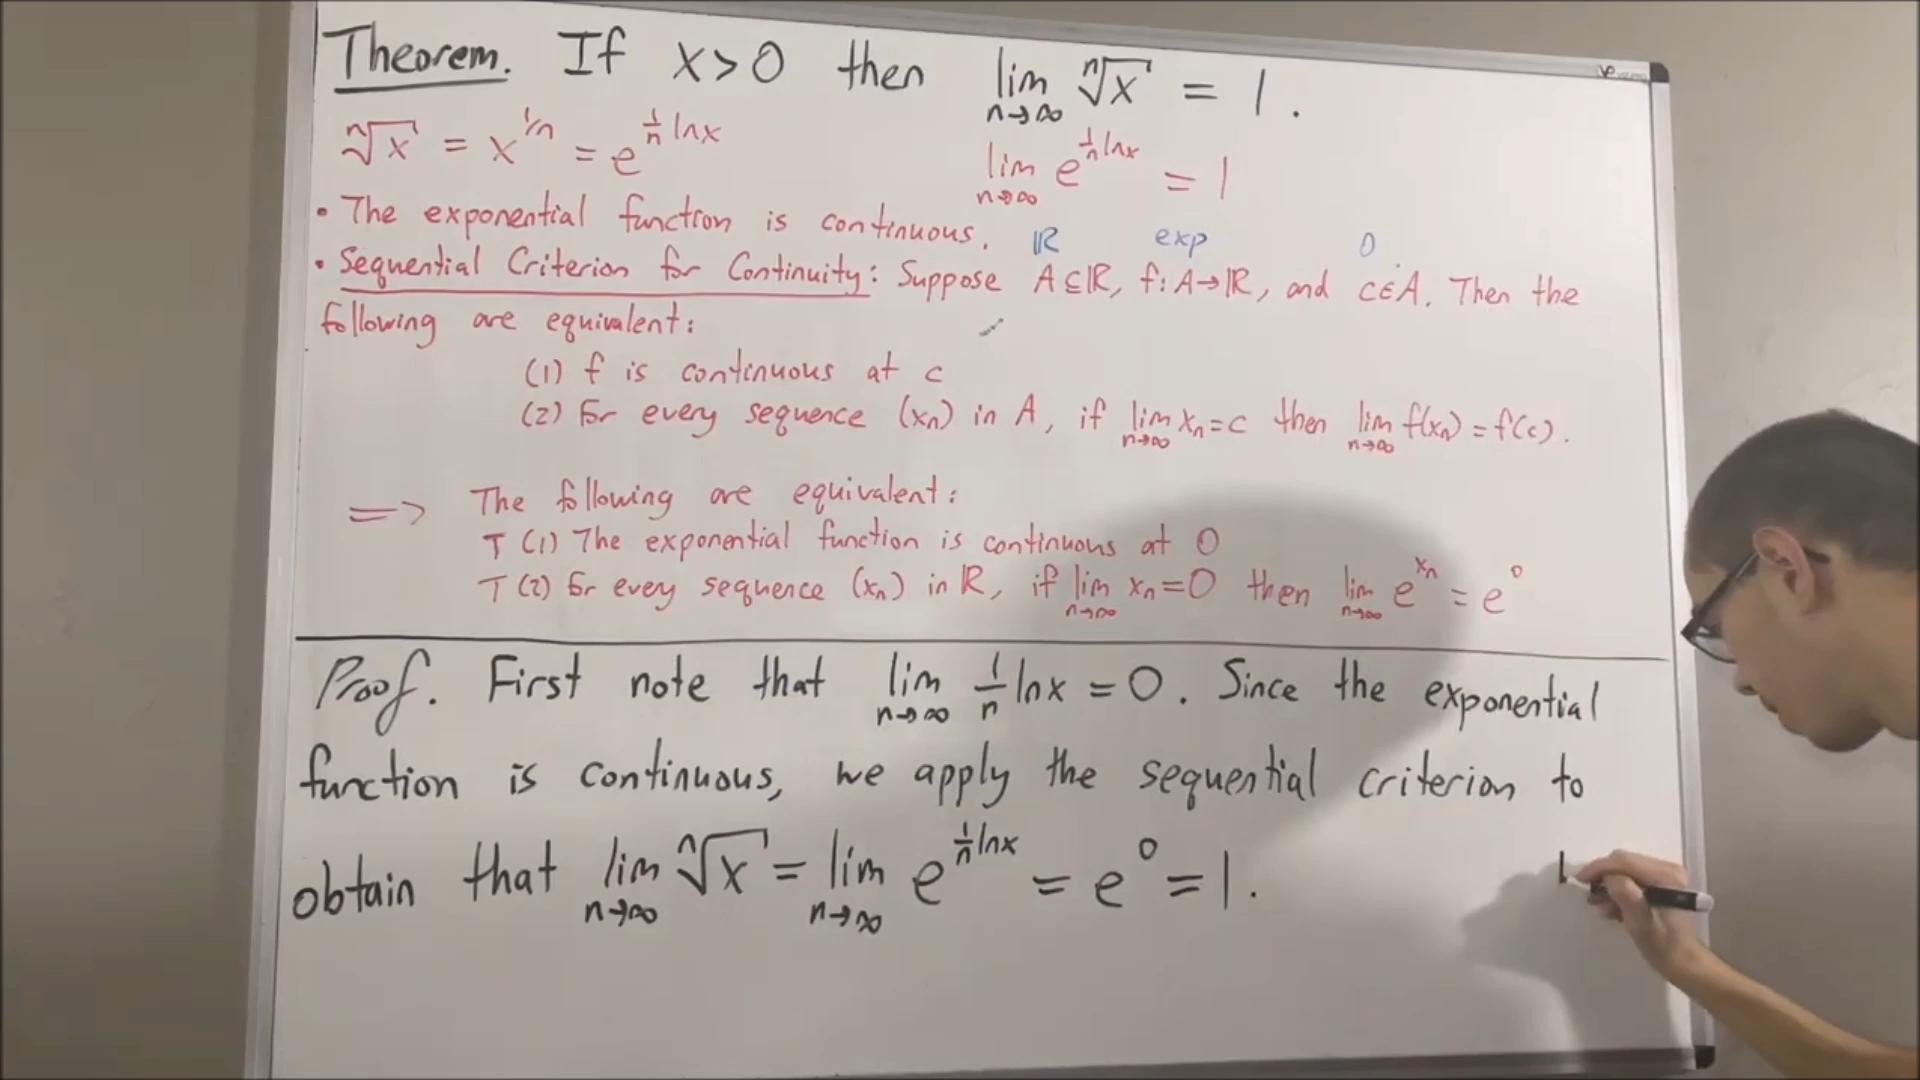 Theorem. If x>0 then lim n→∞ ⁿ√x = 1.
ⁿ√x = x^{1/n} = e^{1/n lnx}
lim n→∞ e^{1/n lnx} = 1
• The exponential function is continuous.
ℝ exp 0
• Sequential Criterion for Continuity: Suppose A⊆ℝ, f:A→ℝ, and c∈A. Then the
following are equivalent:
(1) f is continuous at c
(2) For every sequence (xₙ) in A, if lim n→∞ xₙ=c then lim n→∞ f(xₙ)=f(c).
⟹ The following are equivalent:
T (1) The exponential function is continuous at 0
T (2) For every sequence (xₙ) in ℝ, if lim n→∞ xₙ=0 then lim n→∞ e^{xₙ} = e^0
Proof. First note that lim n→∞ 1/n lnx = 0. Since the exponential
function is continuous, we apply the sequential criterion to
obtain that lim n→∞ ⁿ√x = lim n→∞ e^{1/n lnx} = e^0 = 1.